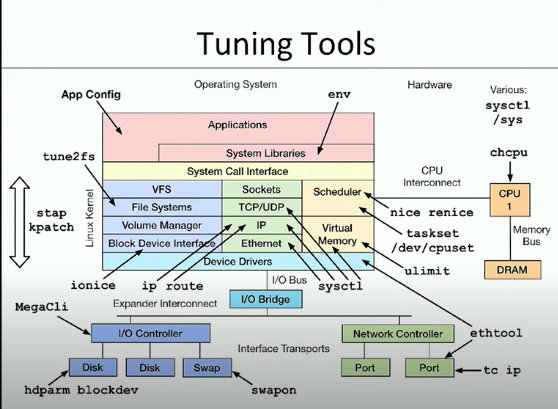 Tuning Tools
Operating System
Hardware
Various:
sysctl
/sys
App Config
env
Applications
System Libraries
System Call Interface
chcpu
tune2fs
VFS
Sockets
Scheduler
CPU
Interconnect
CPU
1
File Systems
TCP/UDP
nice renice
stap
kpatch
Linux Kernel
Volume Manager
IP
Virtual
Memory
taskset
/dev/cpuset
Memory
Bus
Block Device Interface
Ethernet
Device Drivers
ulimit
DRAM
ionice
ip
route
I/O Bus
sysctl
Expander Interconnect
I/O Bridge
MegaCli
I/O Controller
Network Controller
ethtool
Interface Transports
Disk
Disk
Swap
Port
Port
tc ip
hdparm blockdev
swapon